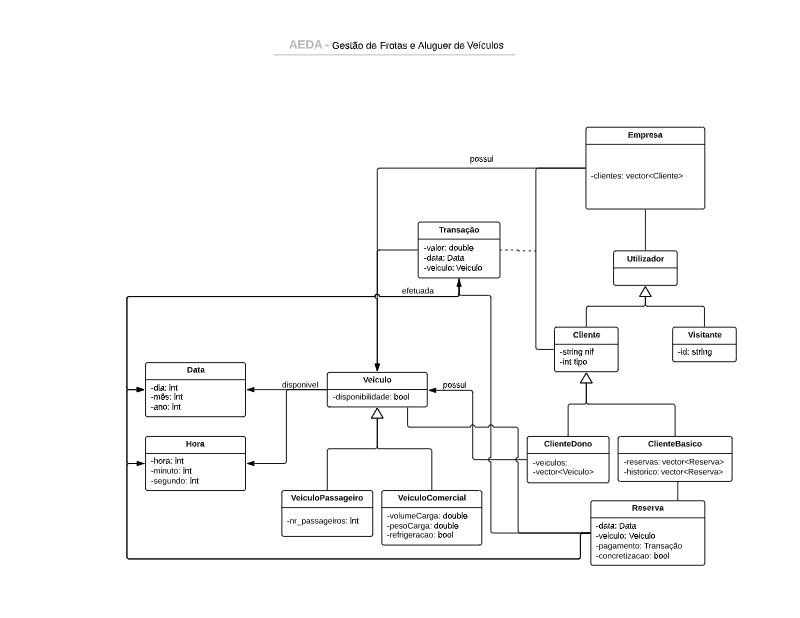 AEDA - Gestão de Frotas e Aluguer de Veículos
Empresa
-clientes: vector<Cliente>
possui
Transação
-valor: double
-data: Data
-veiculo: Veiculo
Utilizador
efetuada
Cliente
-string nif
-int tipo
Visitante
-id: string
Data
-dia: int
-mês: int
-ano: int
disponivel
Veiculo
-disponibilidade: bool
possui
Hora
-hora: int
-minuto: int
-segundo: int
ClienteDono
-veiculos:
-vector<Veiculo>
ClienteBasico
-reservas: vector<Reserva>
-historico: vector<Reserva>
VeiculoPassageiro
-nr_passageiros: int
VeiculoComercial
-volumeCarga: double
-pesoCarga: double
-refrigeracao: bool
Reserva
-data: Data
-veiculo: Veiculo
-pagamento: Transação
-concretizacao: bool